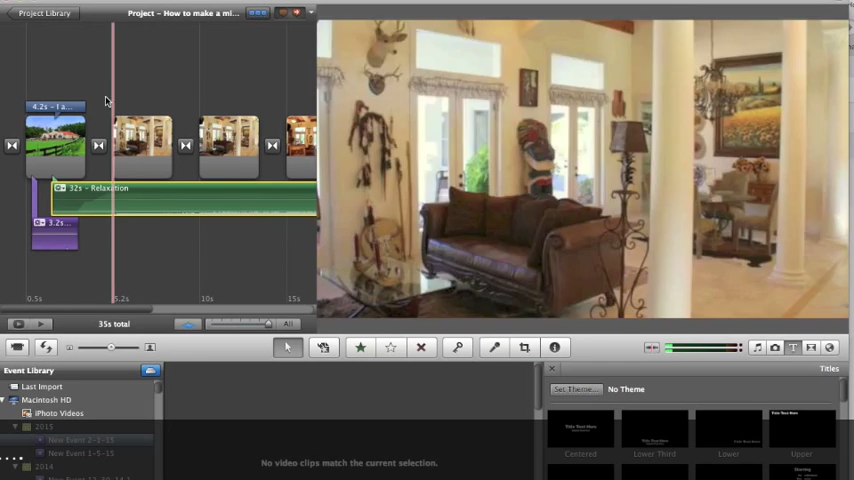 Project Library
Project - How to make a mi...
4.2s - I a...
32s - Relaxation
3.2s...
0.5s
5.2s
10s
15s
35s total
All
Event Library
Last Import
Macintosh HD
iPhoto Videos
2015
New Event 2-2-15
New Event 1-5-15
2014
No video clips match the current selection.
Titles
Set Theme...
No Theme
Title Text Here
Centered
Lower Third
Lower
Upper